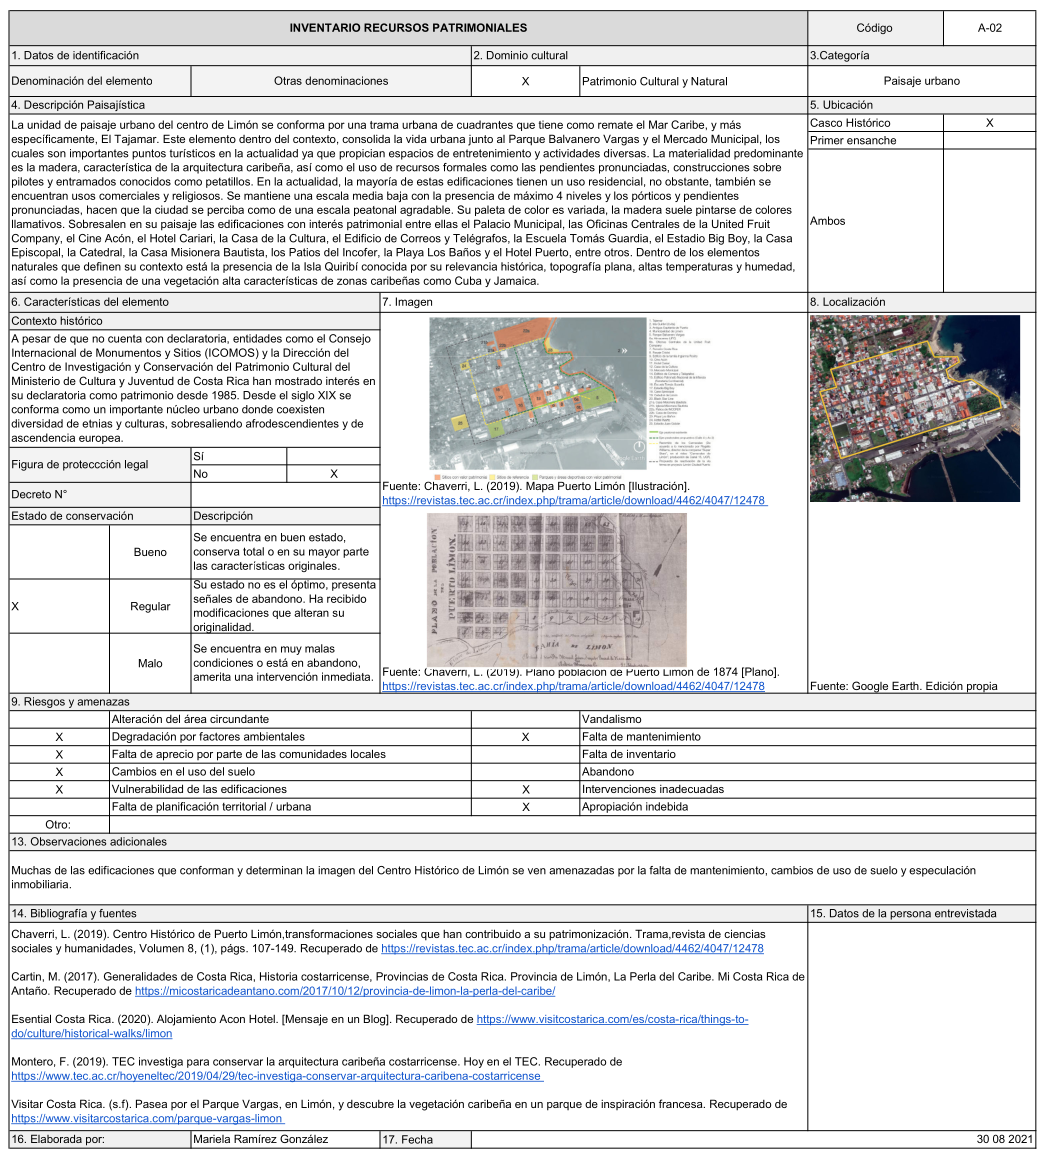 INVENTARIO RECURSOS PATRIMONIALES
Código
A-02
1. Datos de identificación
2. Dominio cultural
3.Categoría
Denominación del elemento
Otras denominaciones
X
Patrimonio Cultural y Natural
Paisaje urbano
4. Descripción Paisajística
5. Ubicación
La unidad de paisaje urbano del centro de Limón se conforma por una trama urbana de cuadrantes que tiene como remate el Mar Caribe, y más
específicamente, El Tajamar. Este elemento dentro del contexto, consolida la vida urbana junto al Parque Balvanero Vargas y el Mercado Municipal, los
cuales son importantes puntos turísticos en la actualidad ya que propician espacios de entretenimiento y actividades diversas. La materialidad predominante
es la madera, característica de la arquitectura caribeña, así como el uso de recursos formales como las pendientes pronunciadas, construcciones sobre
pilotes y entramados conocidos como petatillos. En la actualidad, la mayoría de estas edificaciones tienen un uso residencial, no obstante, también se
encuentran usos comerciales y religiosos. Se mantiene una escala media baja con la presencia de máximo 4 niveles y los pórticos y pendientes
pronunciadas, hacen que la ciudad se perciba como de una escala peatonal agradable. Su paleta de color es variada, la madera suele pintarse de colores
llamativos. Sobresalen en su paisaje las edificaciones con interés patrimonial entre ellas el Palacio Municipal, las Oficinas Centrales de la United Fruit
Company, el Cine Acón, el Hotel Cariari, la Casa de la Cultura, el Edificio de Correos y Telégrafos, la Escuela Tomás Guardia, el Estadio Big Boy, la Casa
Episcopal, la Catedral, la Casa Misionera Bautista, los Patios del Incofer, la Playa Los Baños y el Hotel Puerto, entre otros. Dentro de los elementos
naturales que definen su contexto está la presencia de la Isla Quiribí conocida por su relevancia histórica, topografía plana, altas temperaturas y humedad,
así como la presencia de una vegetación alta características de zonas caribeñas como Cuba y Jamaica.
Casco Histórico
X
Primer ensanche
Ambos
6. Características del elemento
7. Imagen
8. Localización
Contexto histórico
A pesar de que no cuenta con declaratoria, entidades como el Consejo
Internacional de Monumentos y Sitios (ICOMOS) y la Dirección del
Centro de Investigación y Conservación del Patrimonio Cultural del
Ministerio de Cultura y Juventud de Costa Rica han mostrado interés en
su declaratoria como patrimonio desde 1985. Desde el siglo XIX se
conforma como un importante núcleo urbano donde coexisten
diversidad de etnias y culturas, sobresaliendo afrodescendientes y de
ascendencia europea.
Figura de proteccción legal
Sí
No
X
Decreto N°
Estado de conservación
Descripción
Bueno
Se encuentra en buen estado,
conserva total o en su mayor parte
las características originales.
X
Regular
Su estado no es el óptimo, presenta
señales de abandono. Ha recibido
modificaciones que alteran su
originalidad.
Malo
Se encuentra en muy malas
condiciones o está en abandono,
amerita una intervención inmediata.
Sitios con valor patrimonial
Sitios de referencia
Parques y áreas deportivas con valor patrimonial
Fuente: Chaverri, L. (2019). Mapa Puerto Limón [Ilustración].
https://revistas.tec.ac.cr/index.php/trama/article/download/4462/4047/12478
PLANO DE LA POBLACION
DE
PUERTO LIMON.
BAHIA DE LIMON
Fuente: Chaverri, L. (2019). Plano población de Puerto Limón de 1874 [Plano].
https://revistas.tec.ac.cr/index.php/trama/article/download/4462/4047/12478
Fuente: Google Earth. Edición propia
9. Riesgos y amenazas
Alteración del área circundante
Vandalismo
X
Degradación por factores ambientales
X
Falta de mantenimiento
X
Falta de aprecio por parte de las comunidades locales
Falta de inventario
X
Cambios en el uso del suelo
Abandono
X
Vulnerabilidad de las edificaciones
X
Intervenciones inadecuadas
Falta de planificación territorial / urbana
X
Apropiación indebida
Otro:
13. Observaciones adicionales
Muchas de las edificaciones que conforman y determinan la imagen del Centro Histórico de Limón se ven amenazadas por la falta de mantenimiento, cambios de uso de suelo y especulación
inmobiliaria.
14. Bibliografía y fuentes
15. Datos de la persona entrevistada
Chaverri, L. (2019). Centro Histórico de Puerto Limón,transformaciones sociales que han contribuido a su patrimonización. Trama,revista de ciencias
sociales y humanidades, Volumen 8, (1), págs. 107-149. Recuperado de https://revistas.tec.ac.cr/index.php/trama/article/download/4462/4047/12478
Cartin, M. (2017). Generalidades de Costa Rica, Historia costarricense, Provincias de Costa Rica. Provincia de Limón, La Perla del Caribe. Mi Costa Rica de
Antaño. Recuperado de https://micostaricadeantano.com/2017/10/12/provincia-de-limon-la-perla-del-caribe/
Esential Costa Rica. (2020). Alojamiento Acon Hotel. [Mensaje en un Blog]. Recuperado de https://www.visitcostarica.com/es/costa-rica/things-to-
do/culture/historical-walks/limon
Montero, F. (2019). TEC investiga para conservar la arquitectura caribeña costarricense. Hoy en el TEC. Recuperado de
https://www.tec.ac.cr/hoyeneltec/2019/04/29/tec-investiga-conservar-arquitectura-caribena-costarricense
Visitar Costa Rica. (s.f). Pasea por el Parque Vargas, en Limón, y descubre la vegetación caribeña en un parque de inspiración francesa. Recuperado de
https://www.visitarcostarica.com/parque-vargas-limon
16. Elaborada por:
Mariela Ramírez González
17. Fecha
30 08 2021